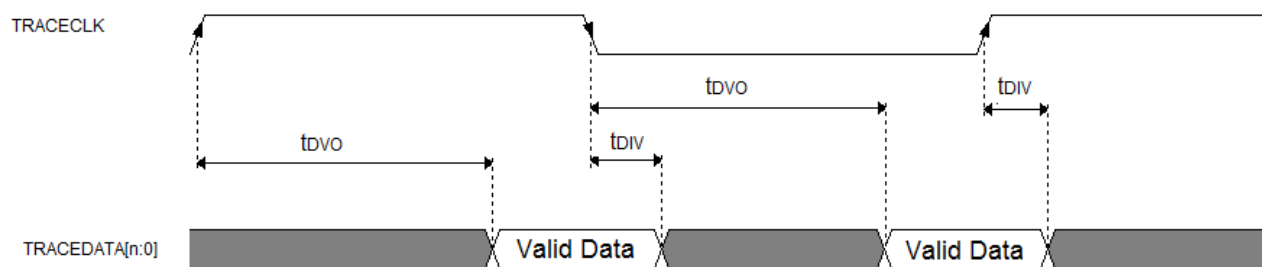 TRACECLK
tDVO
tDIV
tDVO
tDIV
TRACEDATA[n:0]
Valid Data
Valid Data